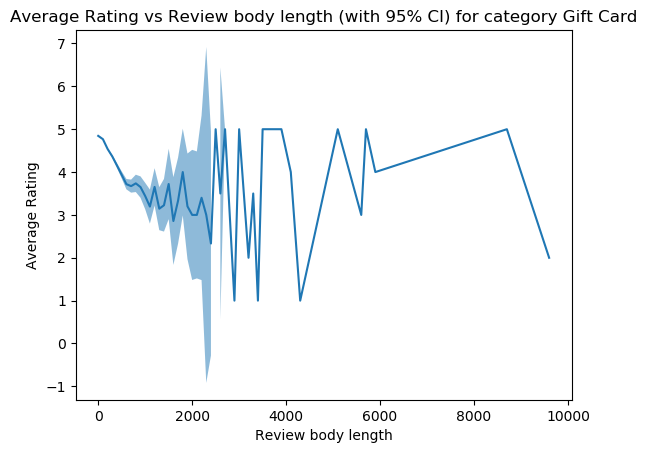 Average Rating vs Review body length (with 95% CI) for category Gift Card
7
6
5
4
3
2
1
0
−1
Average Rating
0 2000 4000 6000 8000 10000
Review body length